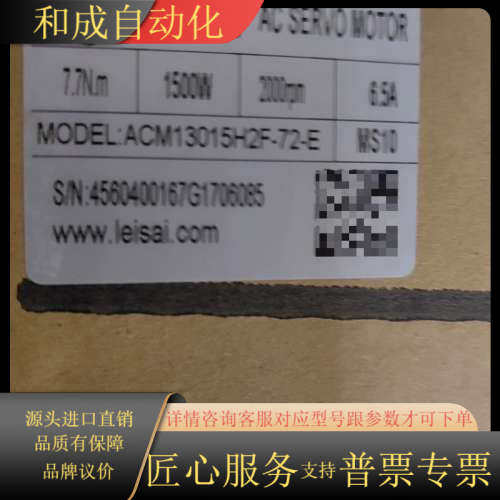 和成自动化
AC SERVO MOTOR
7.7N.m 1500W 2000rpm 6.5A
MODEL:ACM13015H2F-72-E MS10
S/N:4560400167G1706085
www.leisai.com
源头进口直销
品质有保障
品牌议价
详情咨询客服对应型号跟参数才可下单
匠心服务支持普票专票